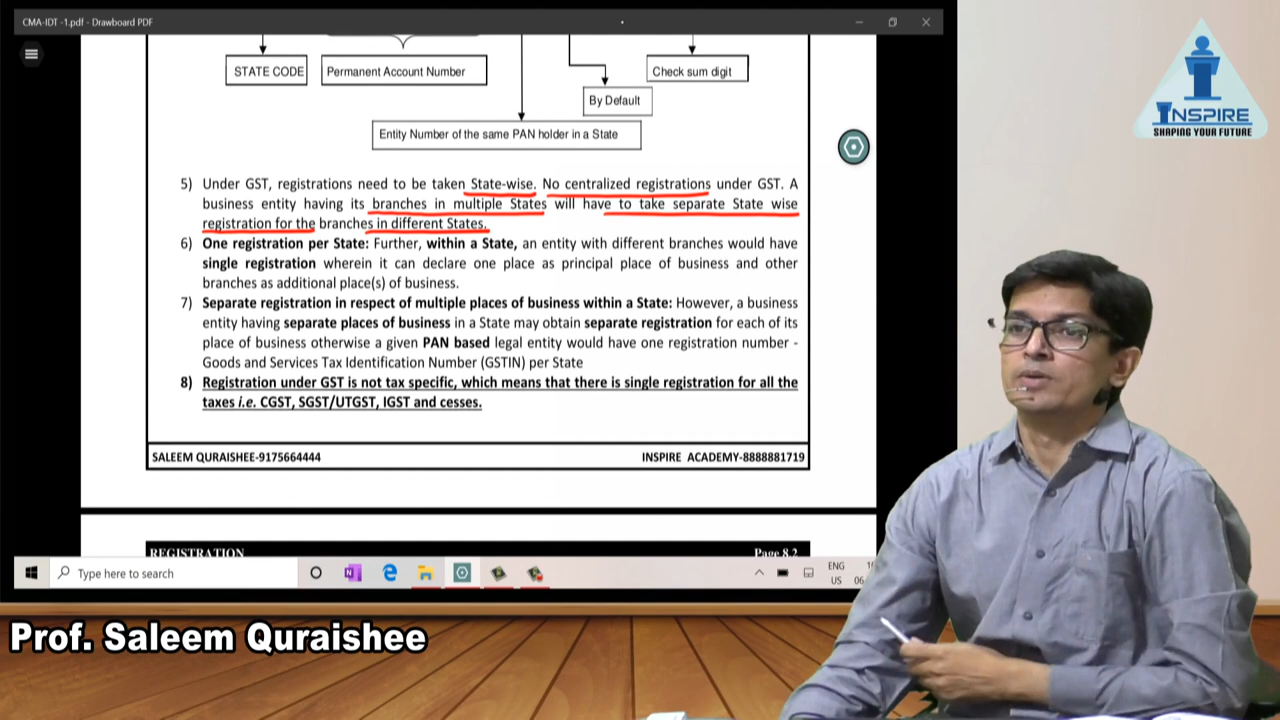 CMA-IDT -1.pdf - Drawboard PDF
STATE CODE
Permanent Account Number
Check sum digit
By Default
Entity Number of the same PAN holder in a State
5) Under GST, registrations need to be taken State-wise. No centralized registrations under GST. A
business entity having its branches in multiple States will have to take separate State wise
registration for the branches in different States.
6) One registration per State: Further, within a State, an entity with different branches would have
single registration wherein it can declare one place as principal place of business and other
branches as additional place(s) of business.
7) Separate registration in respect of multiple places of business within a State: However, a business
entity having separate places of business in a State may obtain separate registration for each of its
place of business otherwise a given PAN based legal entity would have one registration number -
Goods and Services Tax Identification Number (GSTIN) per State
8) Registration under GST is not tax specific, which means that there is single registration for all the
taxes i.e. CGST, SGST/UTGST, IGST and cesses.
SALEEM QURAISHEE-9175664444 INSPIRE ACADEMY-8888881719
REGISTRATION Page 8.2
Type here to search
ENG
US 06
Prof. Saleem Quraishee
INSPIRE
SHAPING YOUR FUTURE